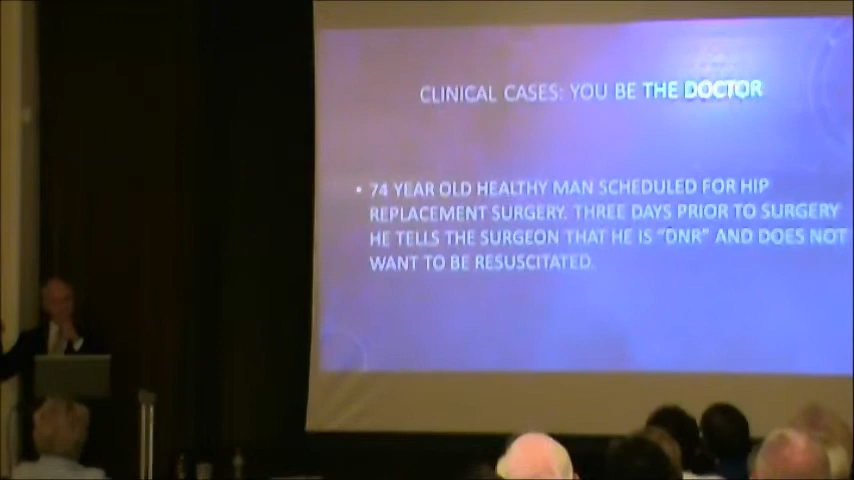 CLINICAL CASES: YOU BE THE DOCTOR
• 74 YEAR OLD HEALTHY MAN SCHEDULED FOR HIP
REPLACEMENT SURGERY. THREE DAYS PRIOR TO SURGERY
HE TELLS THE SURGEON THAT HE IS "DNR" AND DOES NOT
WANT TO BE RESUSCITATED.